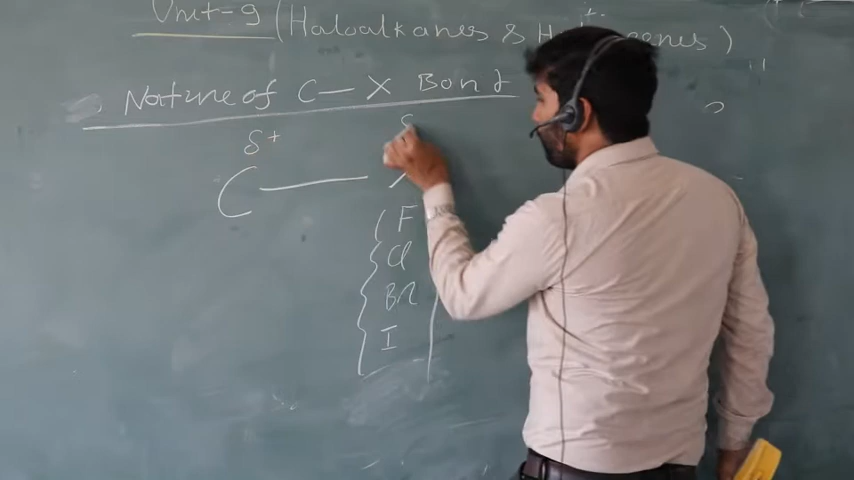 Unit-9 (Haloalkanes &
Nature of C—X Bond
δ+ δ
C —
F
Cl
Br
I